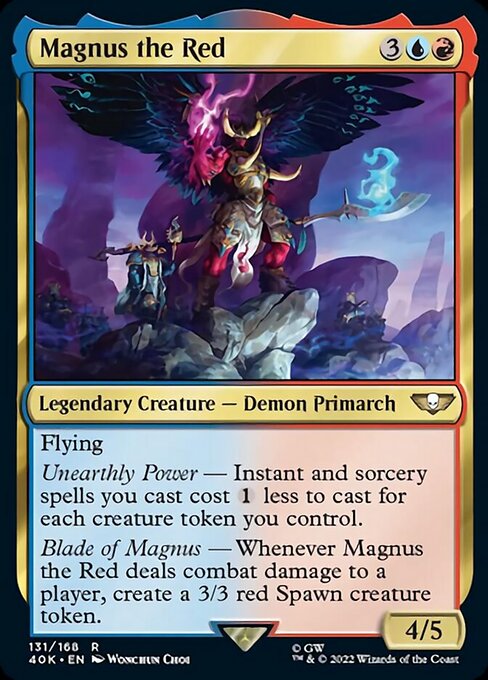 Magnus the Red 3
Legendary Creature — Demon Primarch
Flying
Unearthly Power — Instant and sorcery
spells you cast cost 1 less to cast for
each creature token you control.
Blade of Magnus — Whenever Magnus
the Red deals combat damage to a
player, create a 3/3 red Spawn creature
token.
4/5
131/168 R
40K • EN Wonchun Choi
© GW
™ & © 2022 Wizards of the Coast